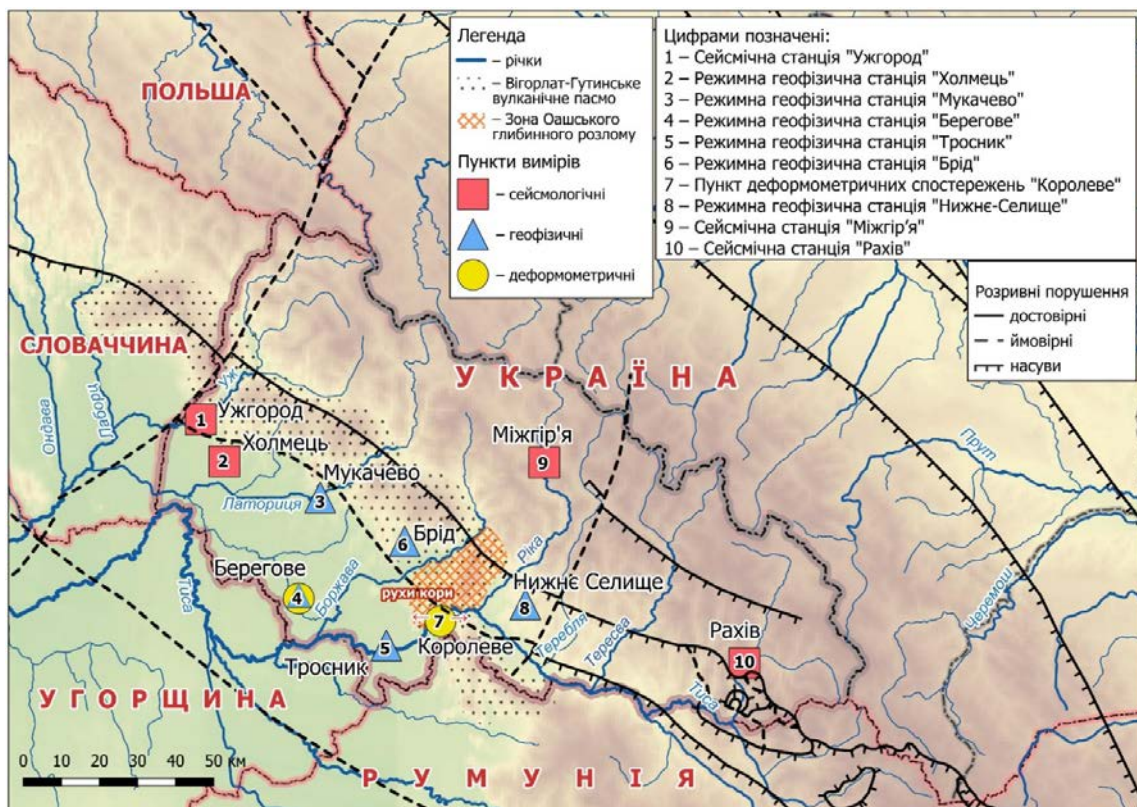 Легенда
– річки
– Вігорлат-Гутинське
вулканічне пасмо
– Зона Оашського
глибинного розлому
Пункти вимірів
– сейсмологічні
– геофізичні
– деформометричні
Цифрами позначені:
1 – Сейсмічна станція "Ужгород"
2 – Режимна геофізична станція "Холмець"
3 – Режимна геофізична станція "Мукачево"
4 – Режимна геофізична станція "Берегове"
5 – Режимна геофізична станція "Тросник"
6 – Режимна геофізична станція "Брід"
7 – Пункт деформометричних спостережень "Королеве"
8 – Режимна геофізична станція "Нижнє-Селище"
9 – Сейсмічна станція "Міжгір'я"
10 – Сейсмічна станція "Рахів"
Розривні порушення
– достовірні
– ймовірні
– насуви
ПОЛЬША
СЛОВАЧЧИНА
УКРАЇНА
Ондава
Лаборець
Уж
1
Ужгород
Холмець
2
Мукачево
Латориця
3
Міжгір'я
9
Прут
Брід
6
Берегове
4
Боржава
Тиса
рухи кори
Ріка
Нижнє Селище
8
7
Королеве
Теребля
Тересва
Черемош
5
Тросник
Рахів
10
Тиса
УГОРЩИНА
РУМУНІЯ
0 10 20 30 40 50 км